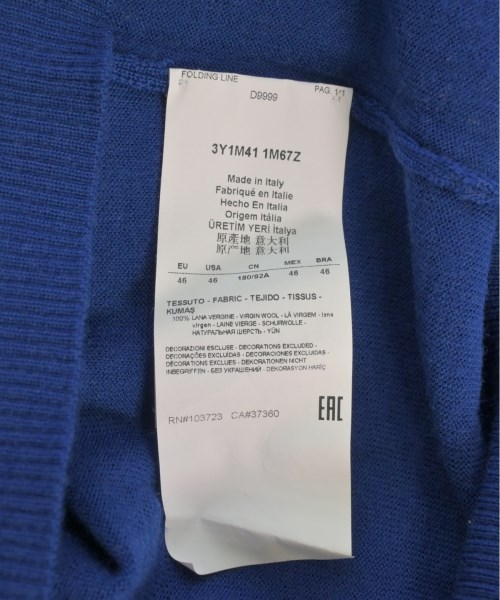 FOLDING LINE PAG. 1/1
D9999
3Y1M41 1M67Z
Made in Italy
Fabriqué en Italie
Hecho En Italia
Origem Itália
ÜRETİM YERİ İtalya
原產地 意大利
原产地 意大利
EU USA CN MEX BRA
46 46 180/92A 46 46
TESSUTO - FABRIC - TEJIDO - TISSUS -
KUMAŞ
100% LANA VERGINE - VIRGIN WOOL - LÃ VIRGEM - lana
virgen - LAINE VIERGE - SCHURWOLLE -
НАТУРАЛЬНАЯ ШЕРСТЬ - YÜN
DECORAZIONI ESCLUSE - DECORATIONS EXCLUDED -
DECORAÇÕES EXCLUÍDAS - DECORACIONES EXCLUIDAS -
DÉCORATIONS EXCLUES - DEKORATIONEN NICHT
INBEGRIFFEN - БЕЗ УКРАШЕНИЙ - DEKORASYON HARİÇ
RN#103723 CA#37360
EAC